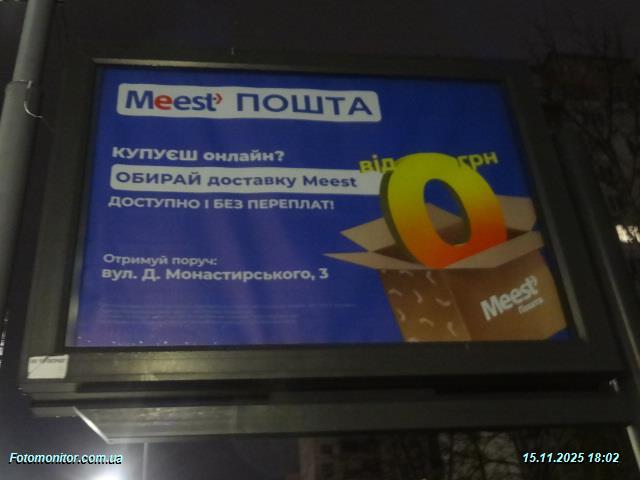 Meest ПОШТА
КУПУЄШ онлайн?
ОБИРАЙ доставку Meest
ДОСТУПНО І БЕЗ ПЕРЕПЛАТ!
від 0 грн
Отримуй поруч:
вул. Д. Монастирського, 3
Meest
Пошта
Fotomonitor.com.ua
15.11.2025 18:02